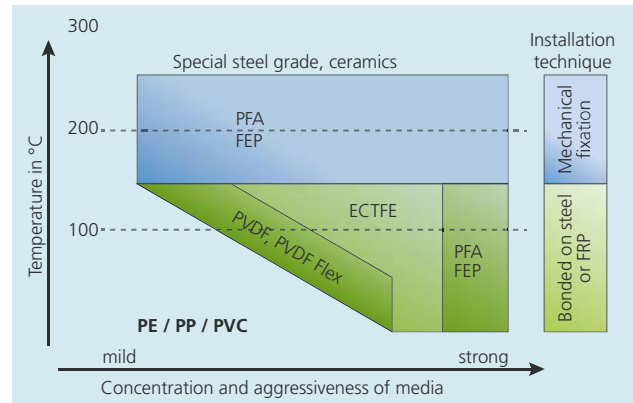 300
Installation
technique
Special steel grade, ceramics
Temperature in °C
200
PFA
FEP
Mechanical
fixation
100
ECTFE
PVDF, PVDF Flex
PFA
FEP
Bonded on steel
or FRP
PE / PP / PVC
mild
strong
Concentration and aggressiveness of media